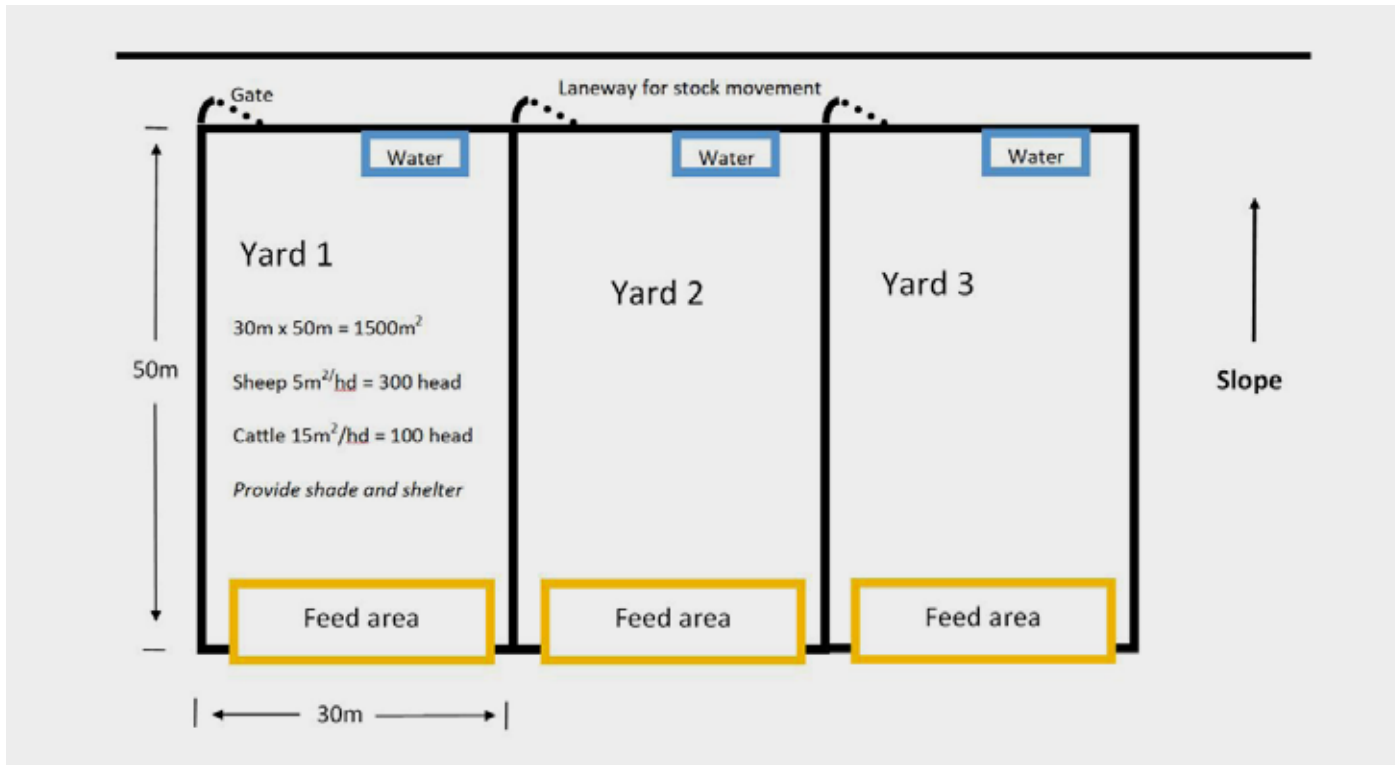 Gate
Laneway for stock movement
Water
Water
Water
Yard 1
Yard 2
Yard 3
30m x 50m = 1500m²
Sheep 5m²/hd = 300 head
Cattle 15m²/hd = 100 head
Provide shade and shelter
50m
Slope
Feed area
Feed area
Feed area
30m